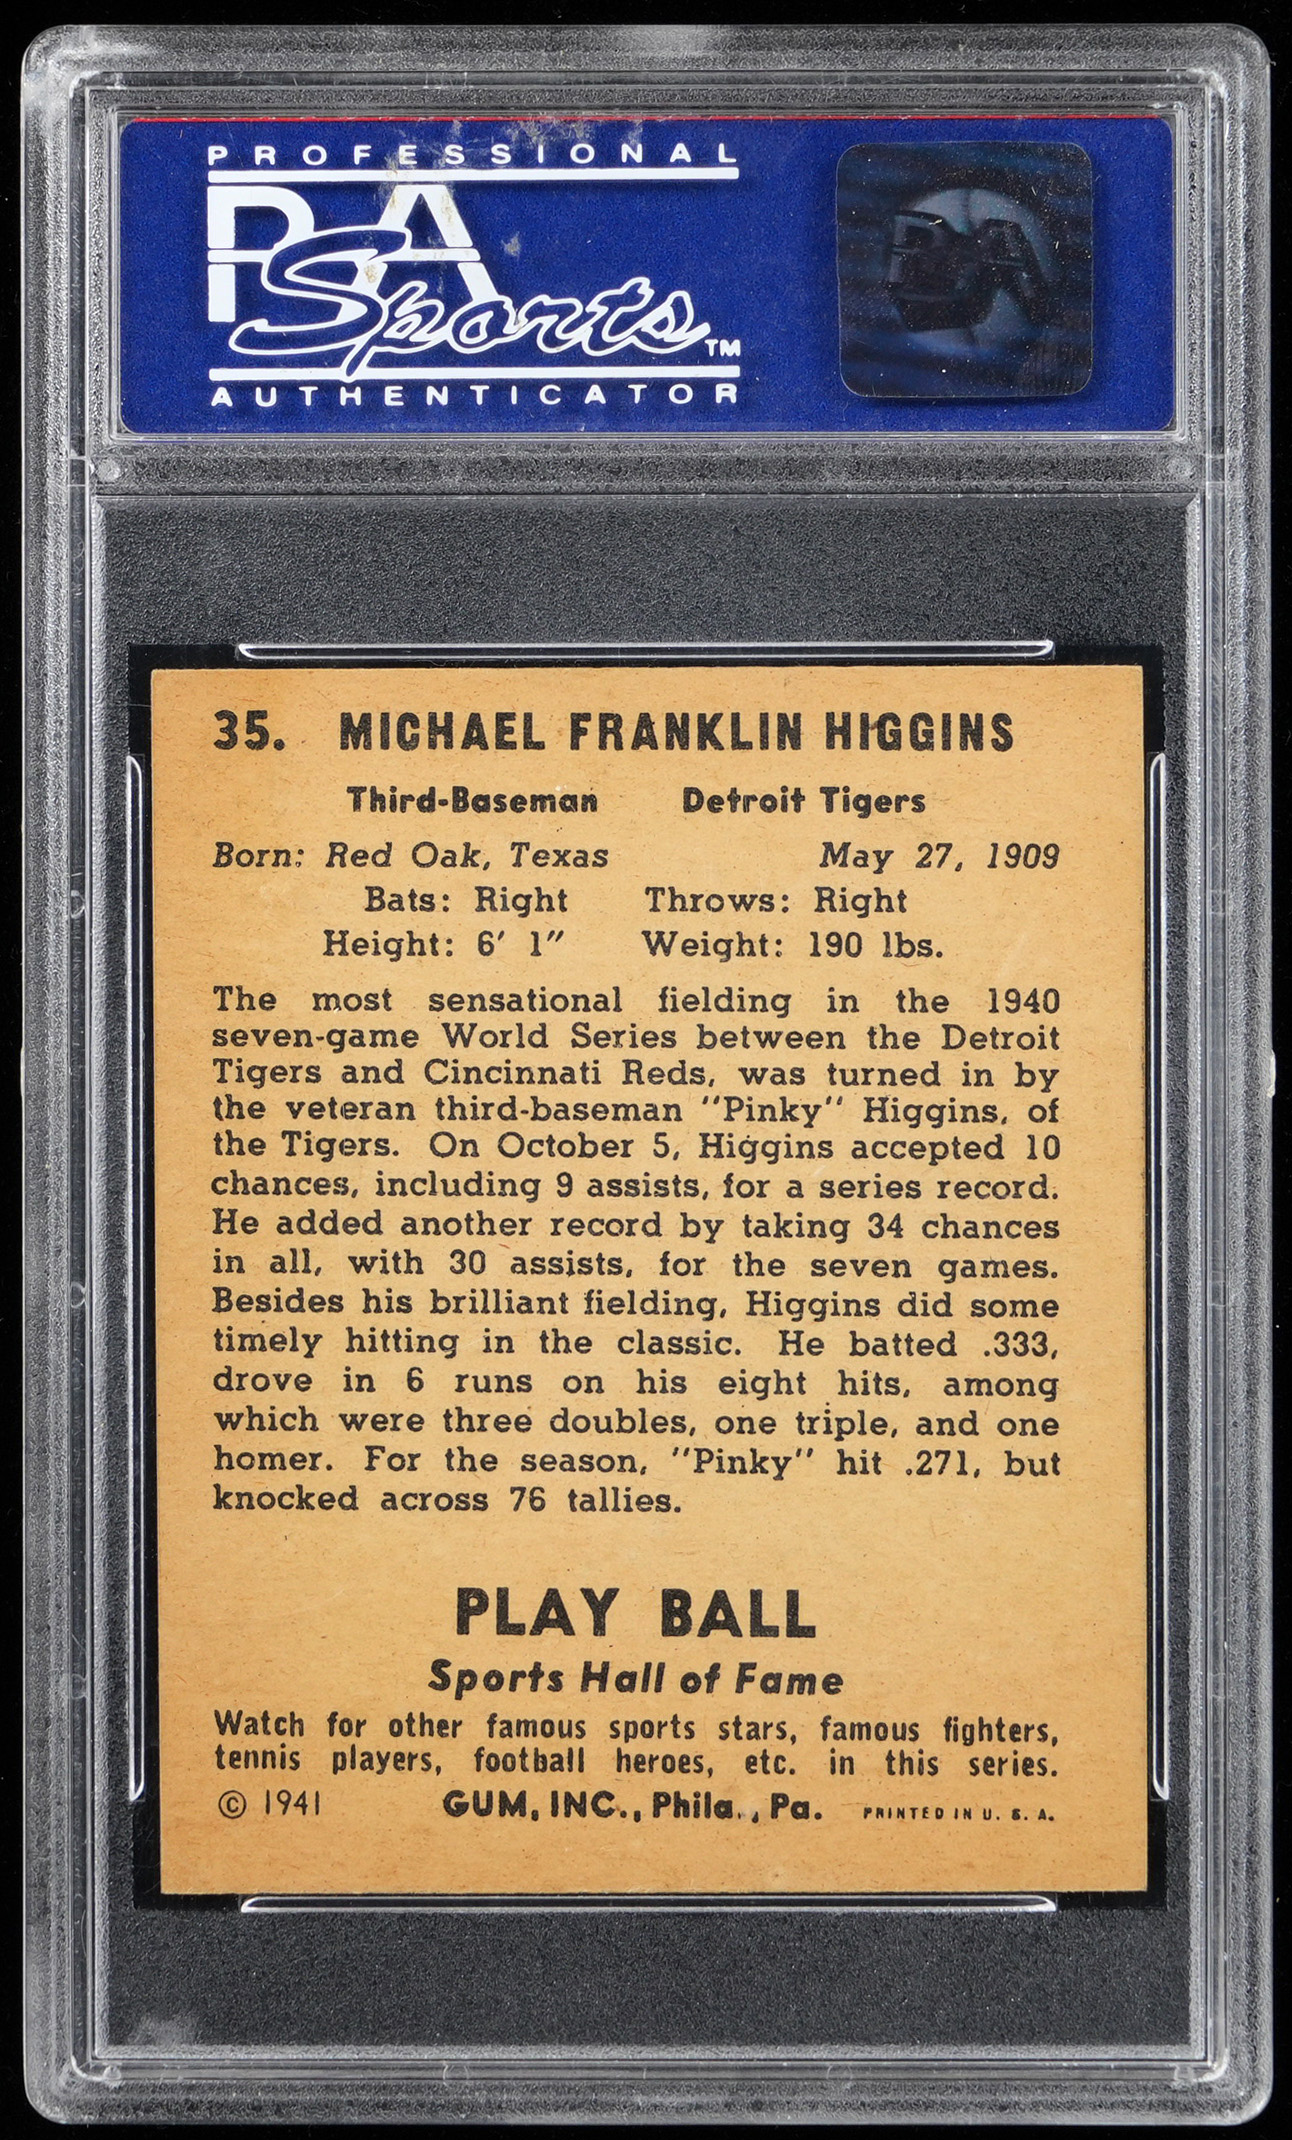 PROFESSIONAL
PSA Sports™
AUTHENTICATOR
PSA
35. MICHAEL FRANKLIN HIGGINS
Third-Baseman Detroit Tigers
Born: Red Oak, Texas May 27, 1909
Bats: Right Throws: Right
Height: 6' 1" Weight: 190 lbs.
The most sensational fielding in the 1940
seven-game World Series between the Detroit
Tigers and Cincinnati Reds, was turned in by
the veteran third-baseman "Pinky" Higgins, of
the Tigers. On October 5, Higgins accepted 10
chances, including 9 assists, for a series record.
He added another record by taking 34 chances
in all, with 30 assists, for the seven games.
Besides his brilliant fielding, Higgins did some
timely hitting in the classic. He batted .333,
drove in 6 runs on his eight hits, among
which were three doubles, one triple, and one
homer. For the season, "Pinky" hit .271, but
knocked across 76 tallies.
PLAY BALL
Sports Hall of Fame
Watch for other famous sports stars, famous fighters,
tennis players, football heroes, etc. in this series.
© 1941 GUM, INC., Phila., Pa. PRINTED IN U. S. A.